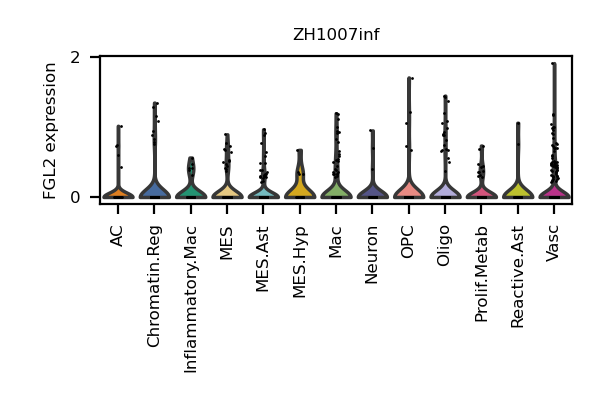 ZH1007inf
FGL2 expression
2
0
AC
Chromatin.Reg
Inflammatory.Mac
MES
MES.Ast
MES.Hyp
Mac
Neuron
OPC
Oligo
Prolif.Metab
Reactive.Ast
Vasc